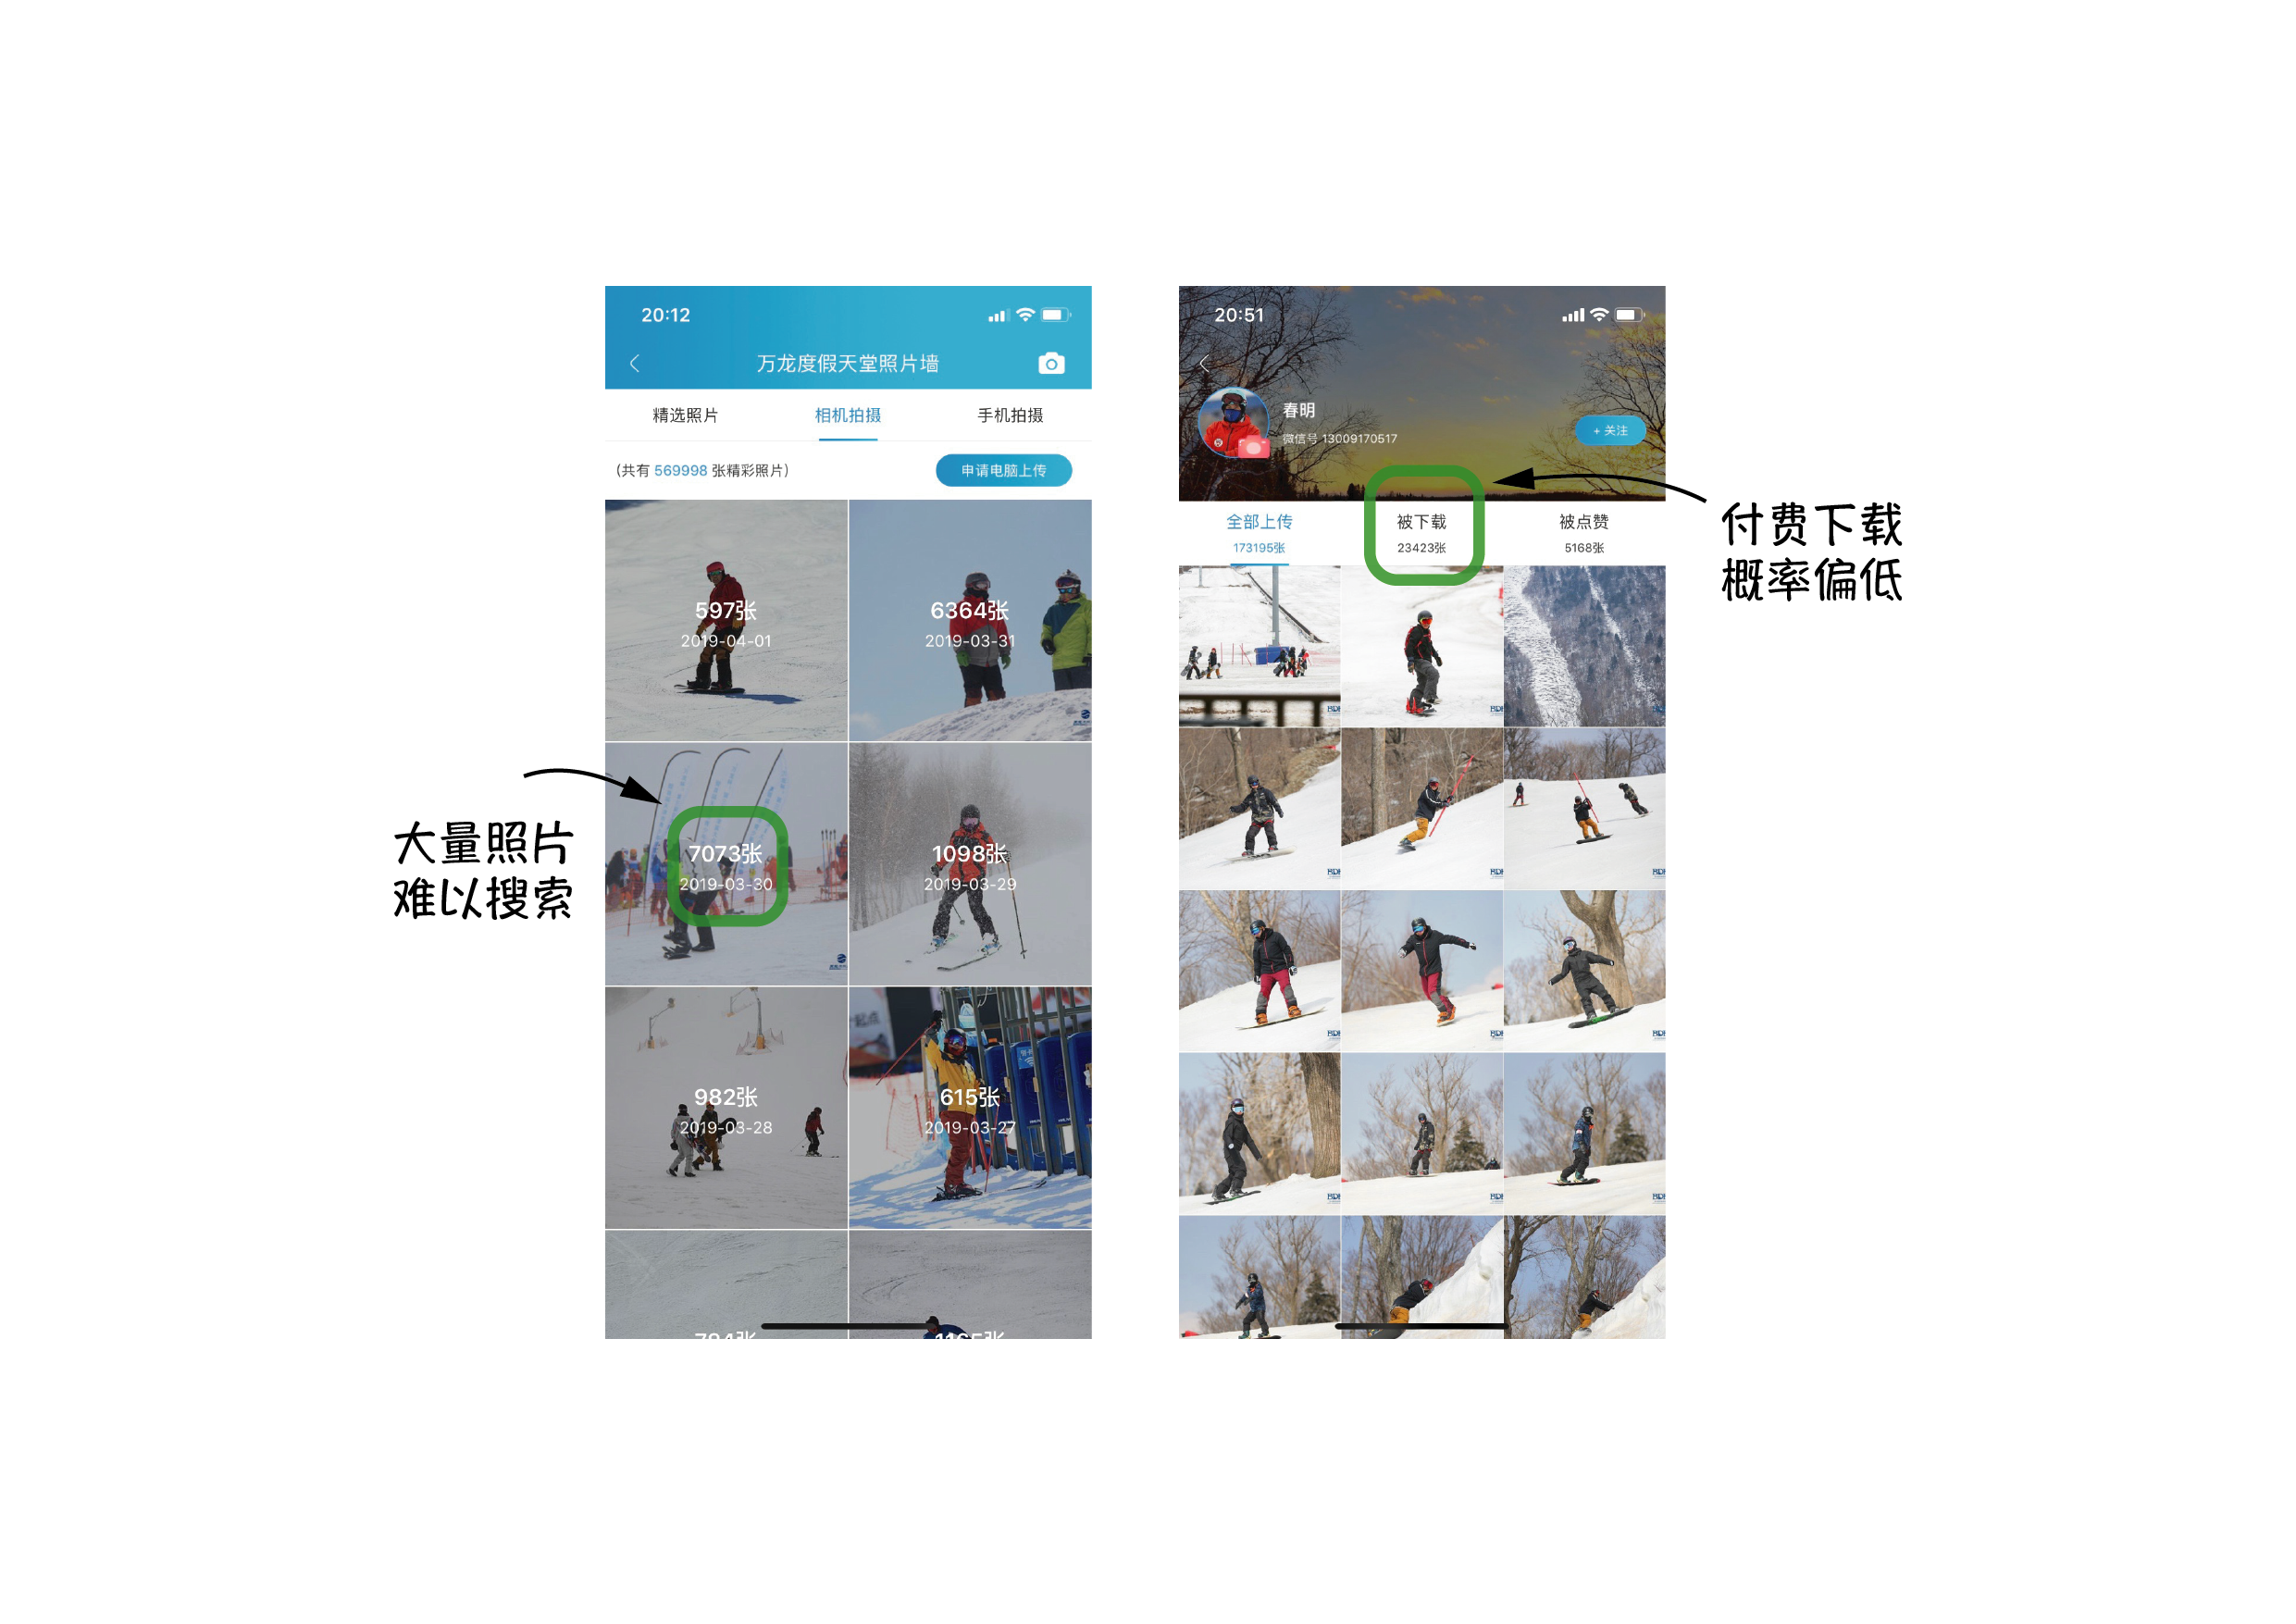 20:12
万龙度假天堂照片墙
精选照片 相机拍摄 手机拍摄
(共有 569998 张精彩照片) 申请电脑上传
597张 6364张
2019-04-01 2019-03-31
大量照片
难以搜索
7073张 1098张
2019-03-30 2019-03-29
982张 615张
2019-03-28 2019-03-27
20:51
春明
微信号 13009170517
+ 关注
全部上传 被下载 被点赞
173195张 23423张 5168张
付费下载
概率偏低